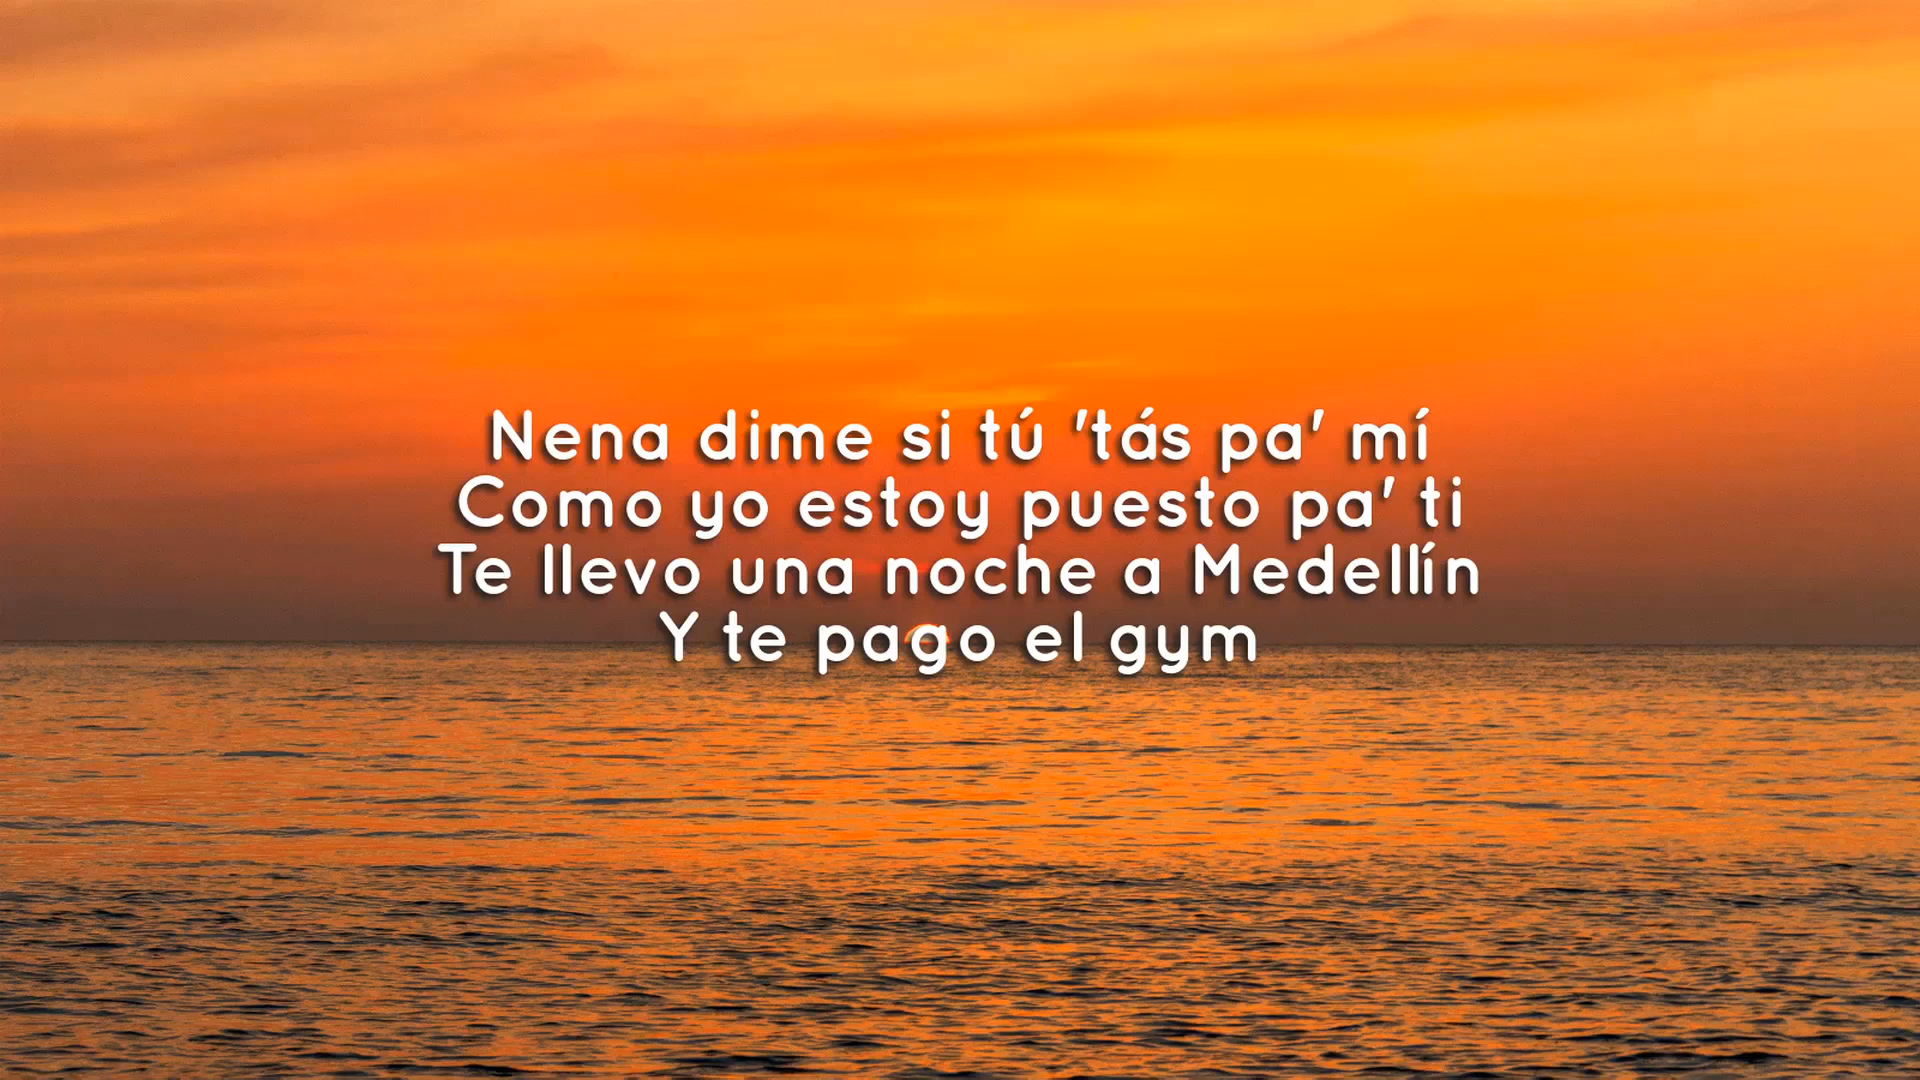 Nena dime si tú 'tás pa' mí
Como yo estoy puesto pa' ti
Te llevo una noche a Medellín
Y te pago el gym